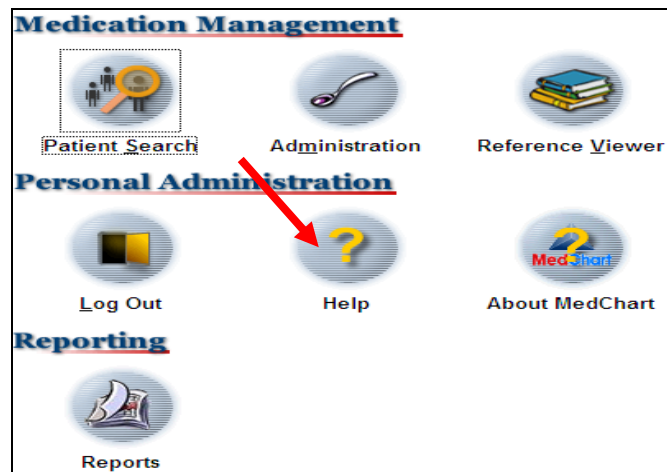 Medication Management
Patient Search
Administration
Reference Viewer
Personal Administration
MedChart
Log Out
Help
About MedChart
Reporting
Reports